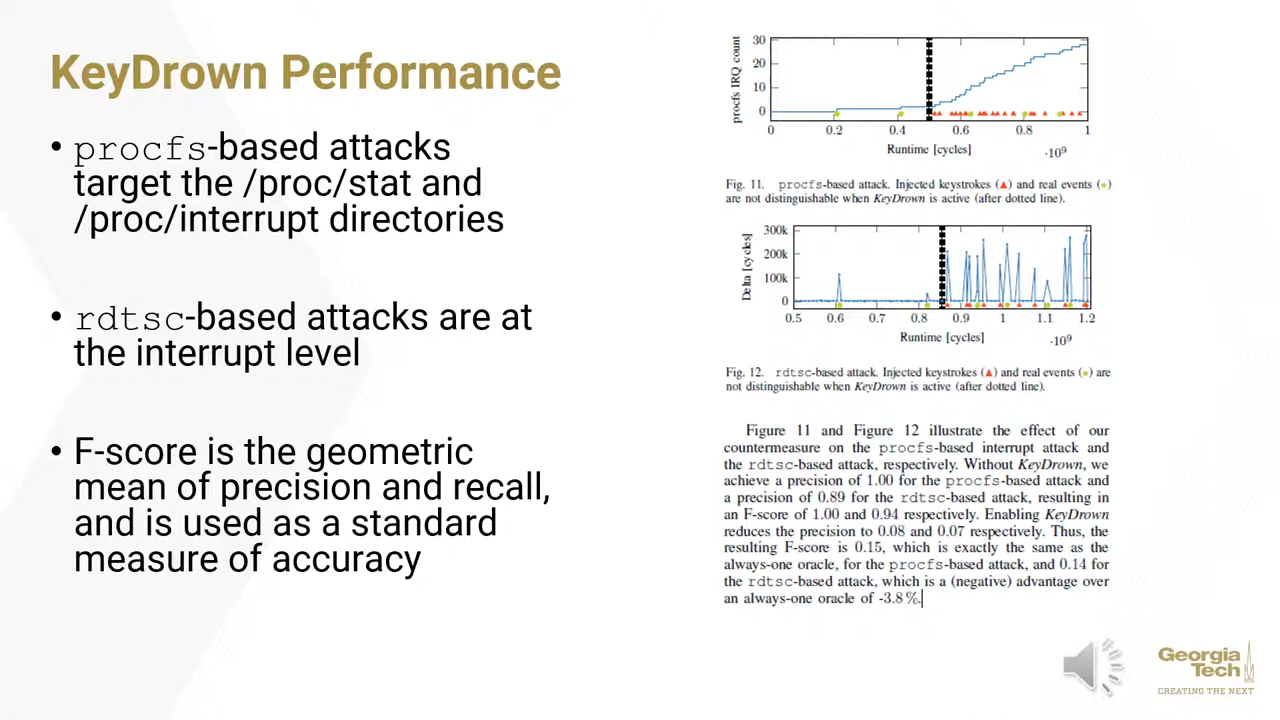 KeyDrown Performance
• procfs-based attacks
target the /proc/stat and
/proc/interrupt directories
• rdtsc-based attacks are at
the interrupt level
• F-score is the geometric
mean of precision and recall,
and is used as a standard
measure of accuracy
procfs IRQ count
30
20
10
0
0 0.2 0.4 0.6 0.8 1
Runtime [cycles] ·10⁹
Fig. 11. procfs-based attack. Injected keystrokes (▲) and real events (●)
are not distinguishable when KeyDrown is active (after dotted line).
Delta [cycles]
300k
200k
100k
0
0.5 0.6 0.7 0.8 0.9 1 1.1 1.2
Runtime [cycles] ·10⁹
Fig. 12. rdtsc-based attack. Injected keystrokes (▲) and real events (●) are
not distinguishable when KeyDrown is active (after dotted line).
Figure 11 and Figure 12 illustrate the effect of our
countermeasure on the procfs-based interrupt attack and
the rdtsc-based attack, respectively. Without KeyDrown, we
achieve a precision of 1.00 for the procfs-based attack and
a precision of 0.89 for the rdtsc-based attack, resulting in
an F-score of 1.00 and 0.94 respectively. Enabling KeyDrown
reduces the precision to 0.08 and 0.07 respectively. Thus, the
resulting F-score is 0.15, which is exactly the same as the
always-one oracle, for the procfs-based attack, and 0.14 for
the rdtsc-based attack, which is a (negative) advantage over
an always-one oracle of -3.8 %.
Georgia
Tech
CREATING THE NEXT